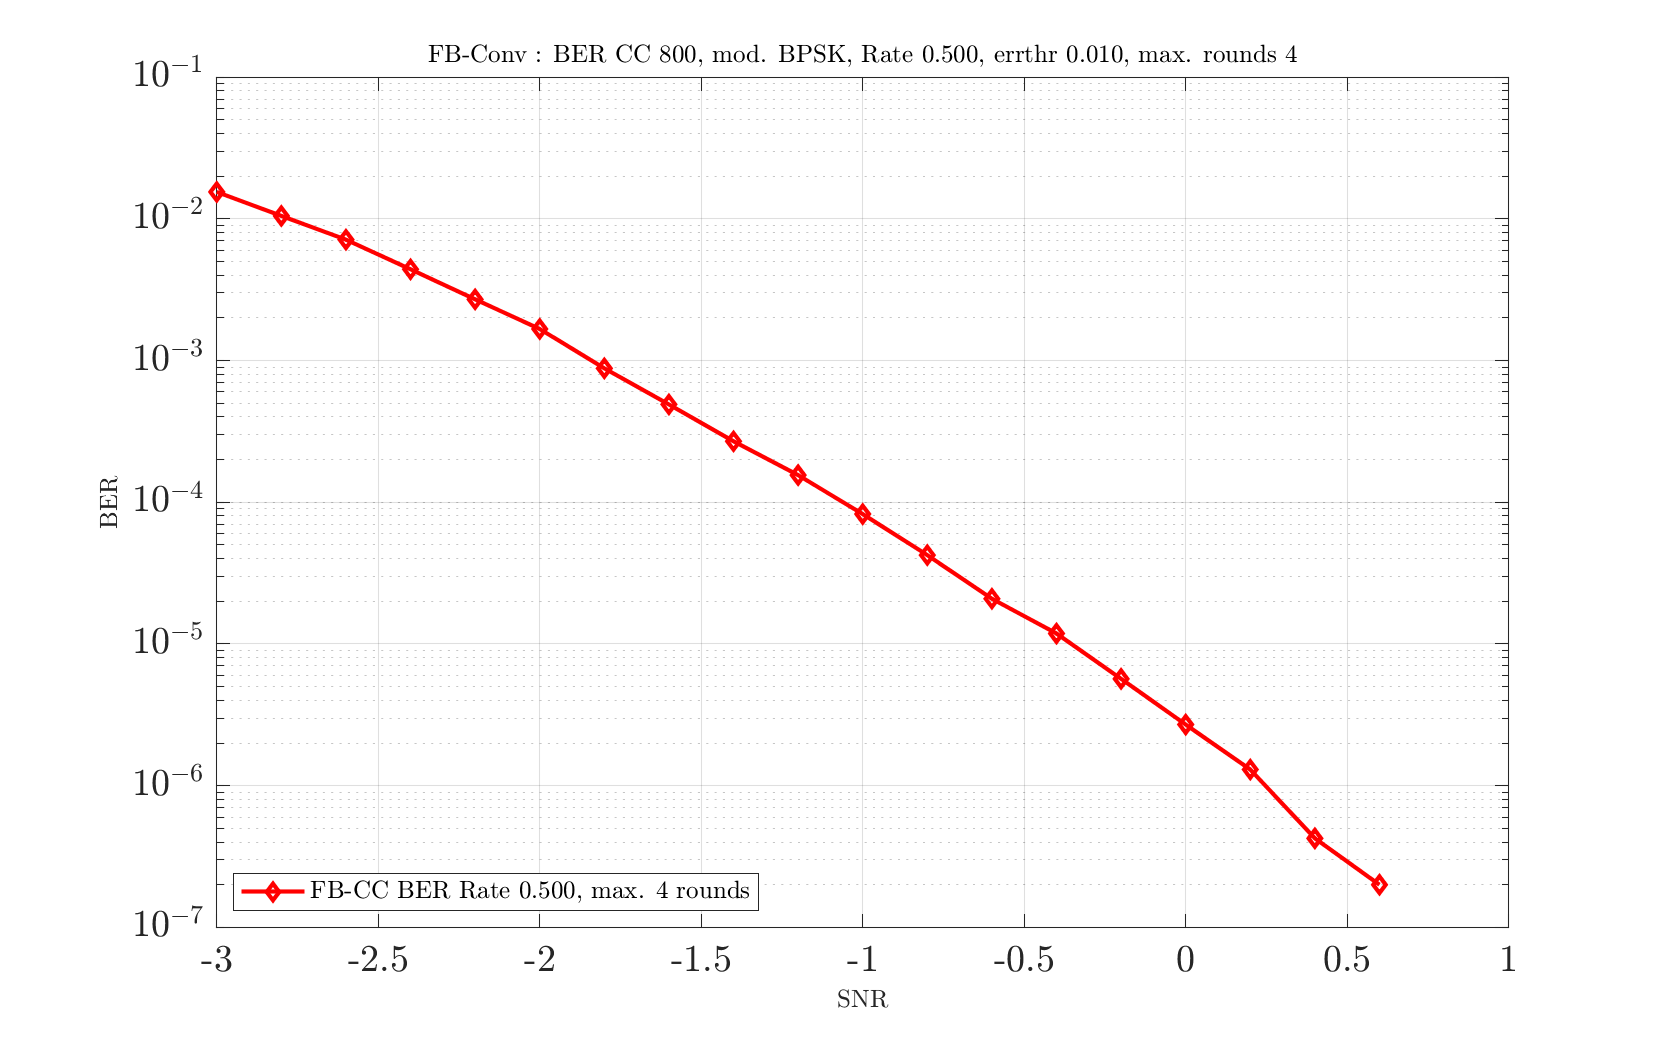 FB-Conv : BER CC 800, mod. BPSK, Rate 0.500, errthr 0.010, max. rounds 4
10^{-1}
10^{-2}
10^{-3}
10^{-4}
10^{-5}
10^{-6}
10^{-7}
BER
FB-CC BER Rate 0.500, max. 4 rounds
-3 -2.5 -2 -1.5 -1 -0.5 0 0.5 1
SNR